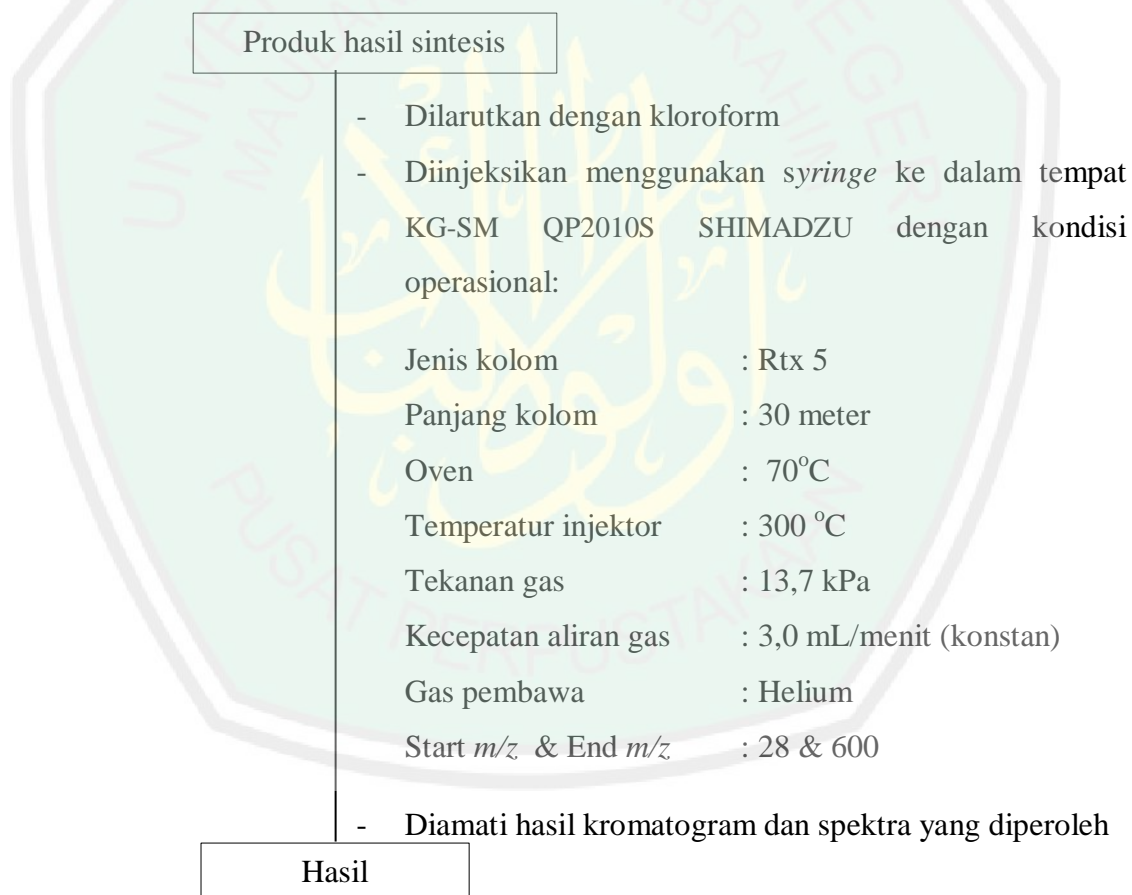 Produk hasil sintesis
- Dilarutkan dengan kloroform
- Diinjeksikan menggunakan syringe ke dalam tempat
KG-SM QP2010S SHIMADZU dengan kondisi
operasional:
Jenis kolom : Rtx 5
Panjang kolom : 30 meter
Oven : 70°C
Temperatur injektor : 300 °C
Tekanan gas : 13,7 kPa
Kecepatan aliran gas : 3,0 mL/menit (konstan)
Gas pembawa : Helium
Start m/z & End m/z : 28 & 600
- Diamati hasil kromatogram dan spektra yang diperoleh
Hasil
PUSAT PERPUSTAKAAN